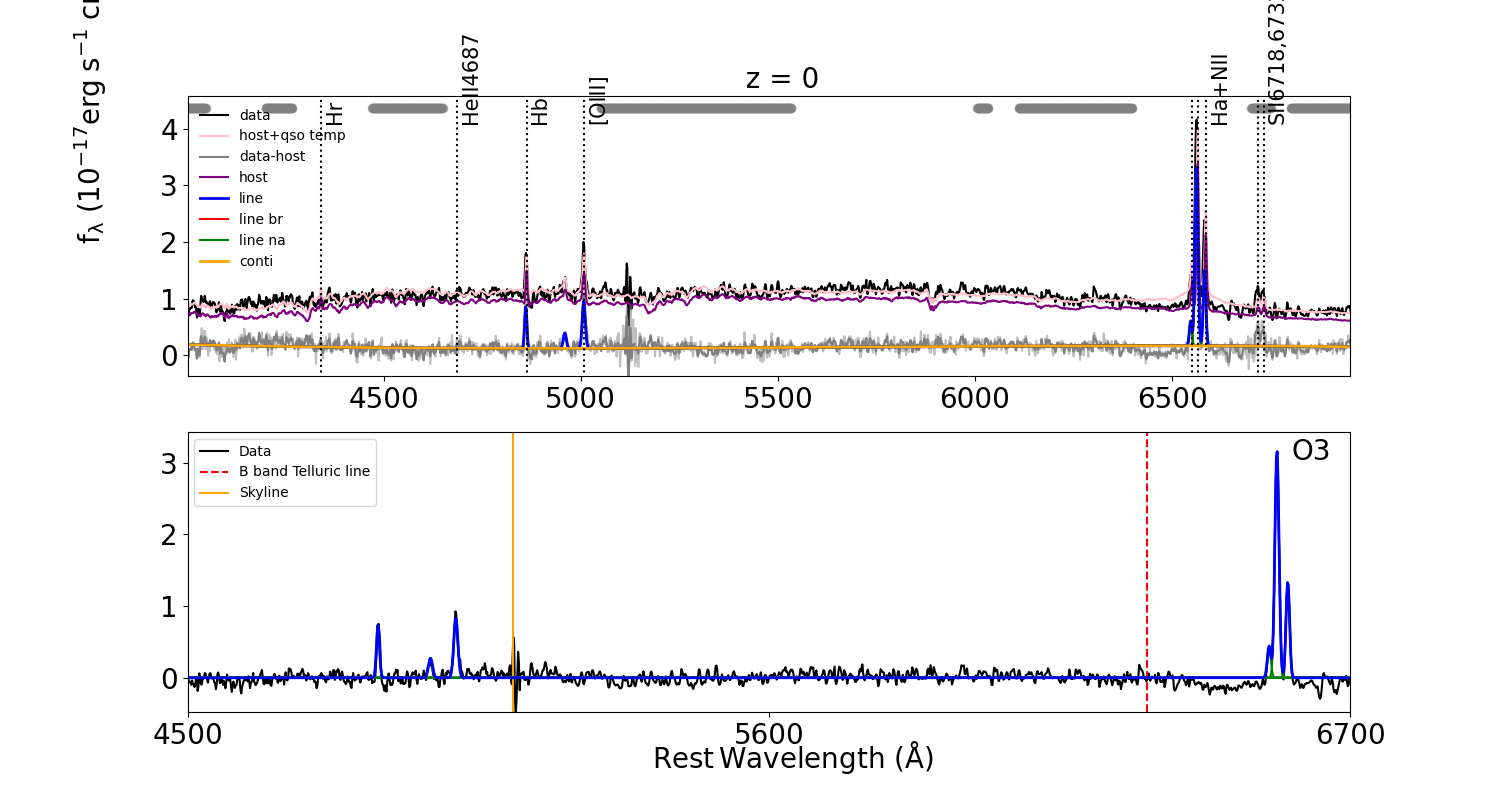 z = 0
f_λ (10^−17 erg s^−1 c
Hr
HeII4687
Hb
[OIII]
Ha+NII
SII6718,673
data
host+qso temp
data-host
host
line
line br
line na
conti
4
3
2
1
0
4500 5000 5500 6000 6500
Data
B band Telluric line
Skyline
O3
3
2
1
0
4500 5600 6700
Rest Wavelength (Å)